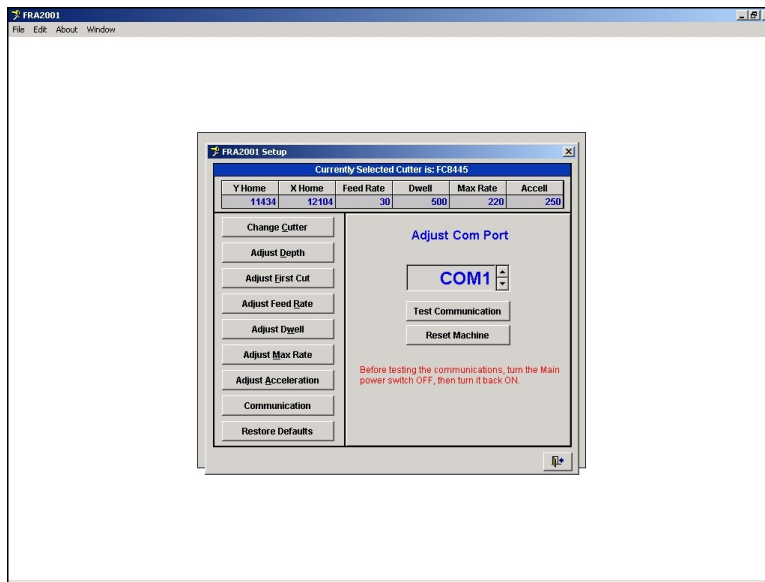 FRA2001
File Edit About Window
FRA2001 Setup
Currently Selected Cutter is: FC8445
Y Home X Home Feed Rate Dwell Max Rate Accell
11434 12104 30 500 220 250
Change Cutter
Adjust Depth
Adjust First Cut
Adjust Feed Rate
Adjust Dwell
Adjust Max Rate
Adjust Acceleration
Communication
Restore Defaults
Adjust Com Port
COM1
Test Communication
Reset Machine
Before testing the communications, turn the Main
power switch OFF, then turn it back ON.